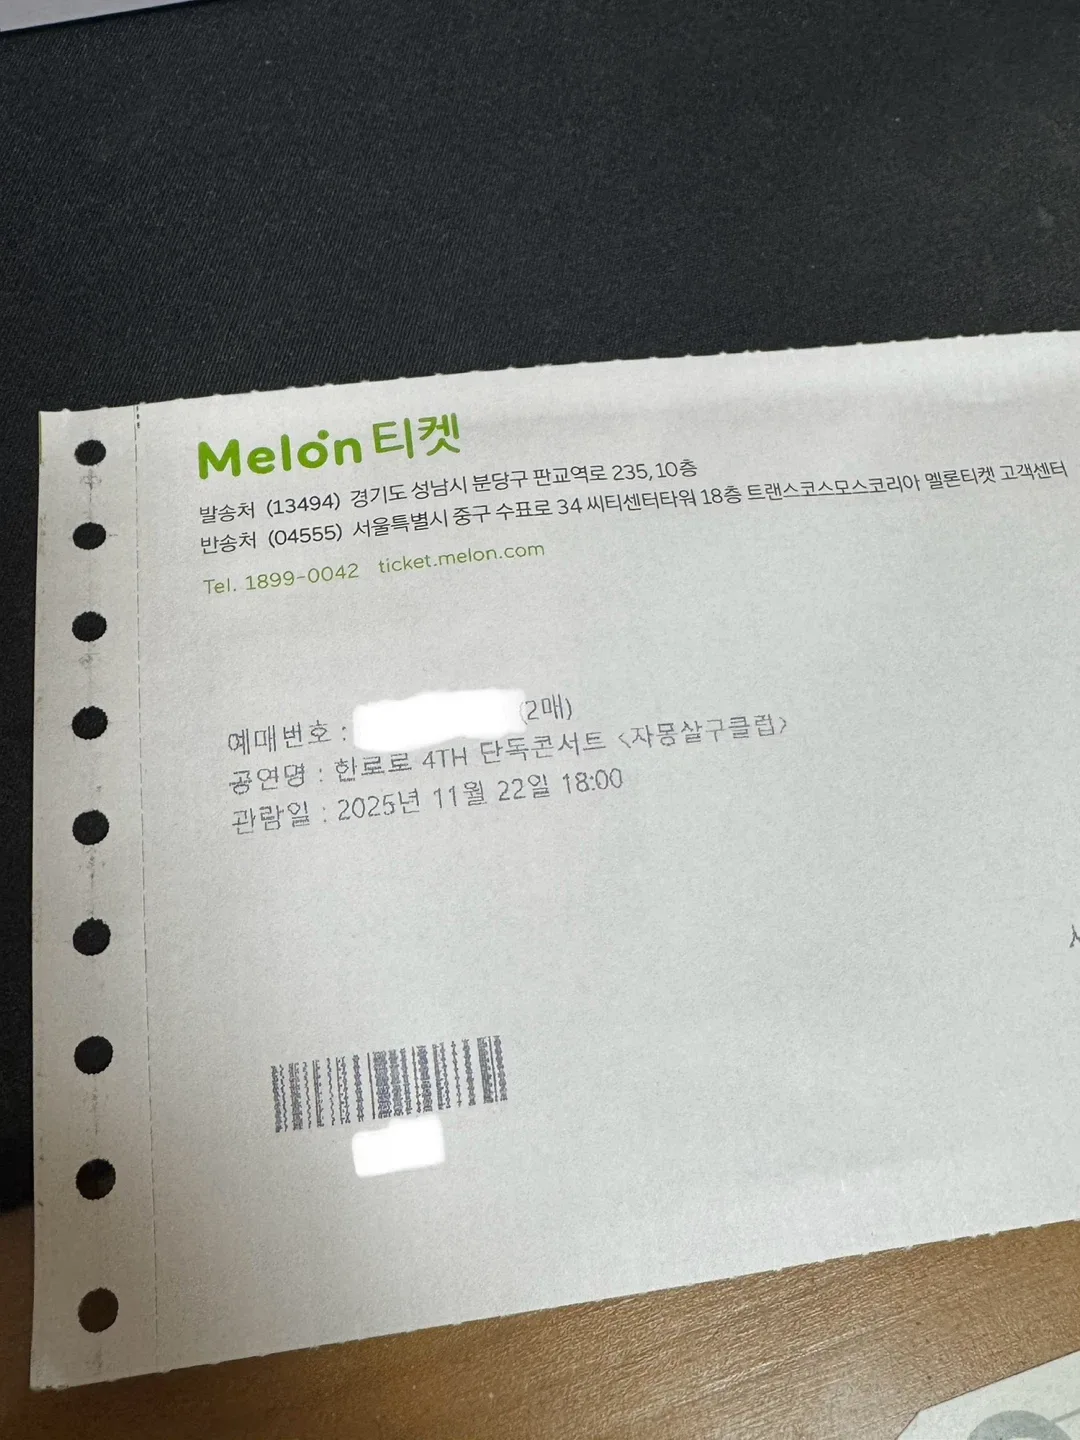 Melon 티켓
발송처 (13494) 경기도 성남시 분당구 판교역로 235, 10층
반송처 (04555) 서울특별시 중구 수표로 34 씨티센터타워 18층 트랜스코스모스코리아 멜론티켓 고객센터
Tel. 1899-0042 ticket.melon.com
예매번호 : (2매)
공연명 : 한로로 4TH 단독콘서트 <자몽살구클럽>
관람일 : 2025년 11월 22일 18:00